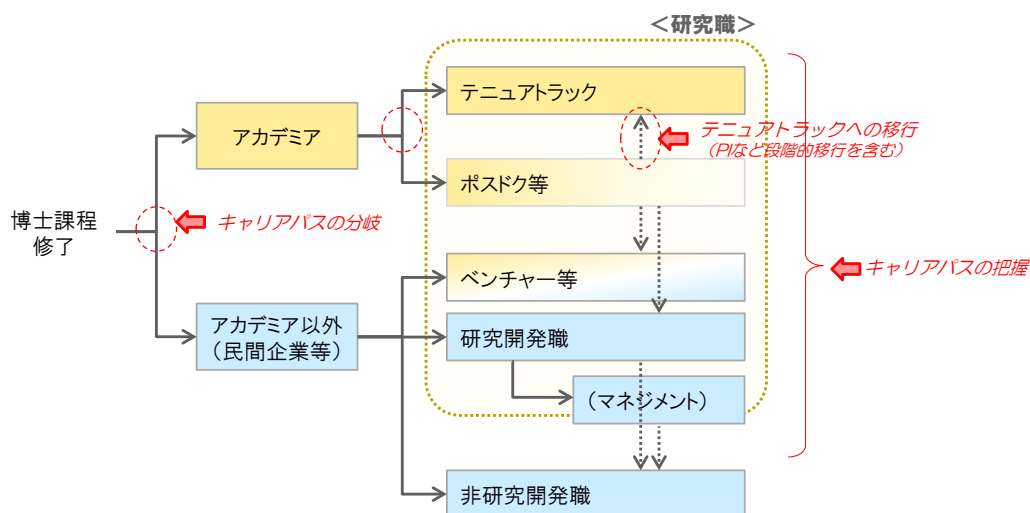 ＜研究職＞
テニュアトラック
アカデミア
テニュアトラックへの移行
（PIなど段階的移行を含む）
ポスドク等
博士課程
修了
キャリアパスの分岐
ベンチャー等
キャリアパスの把握
アカデミア以外
（民間企業等）
研究開発職
（マネジメント）
非研究開発職